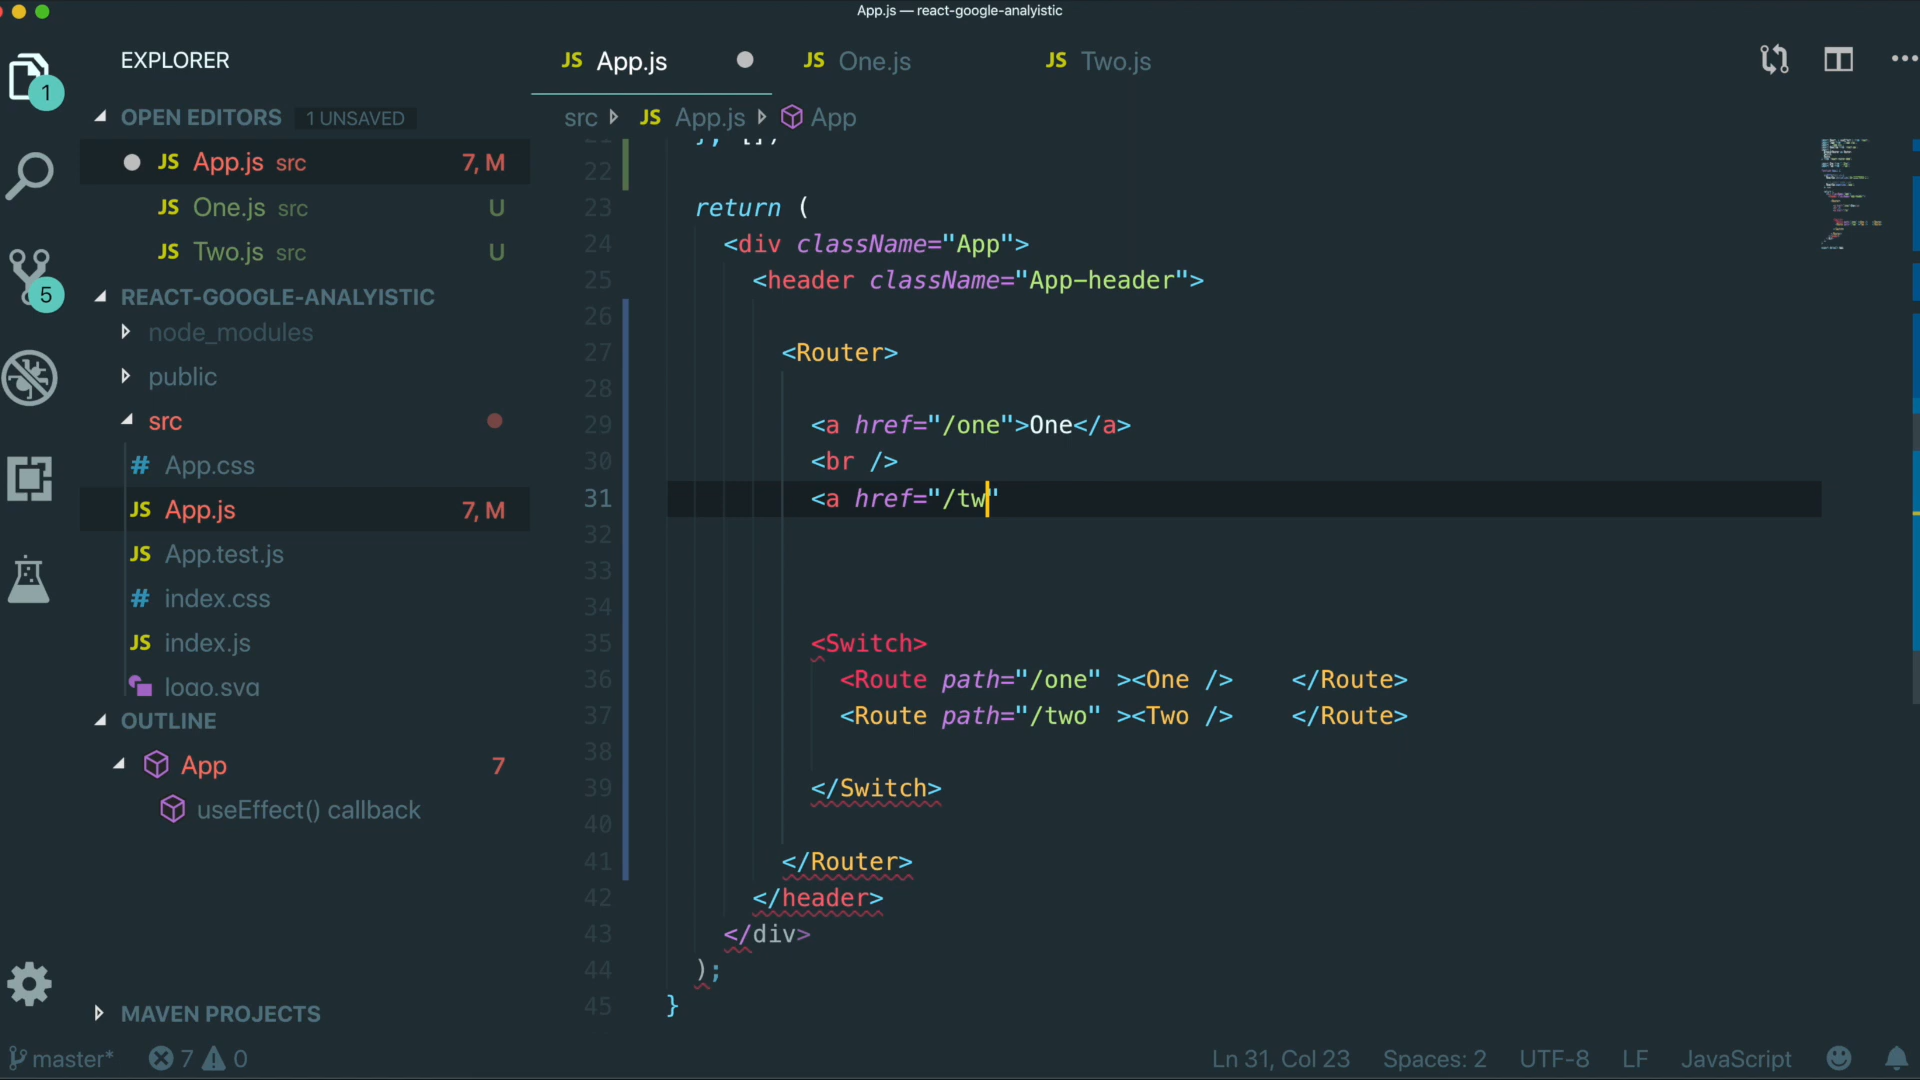 App.js — react-google-analyistic
EXPLORER
1
OPEN EDITORS 1 UNSAVED
JS App.js src 7, M
JS One.js src U
JS Two.js src U
REACT-GOOGLE-ANALYISTIC
5
node_modules
public
src
# App.css
JS App.js 7, M
JS App.test.js
# index.css
JS index.js
logo.svg
OUTLINE
App 7
useEffect() callback
MAVEN PROJECTS
JS App.js
JS One.js
JS Two.js
src JS App.js App
21 }, [])
22
23 return (
24 <div className="App">
25 <header className="App-header">
26
27 <Router>
28
29 <a href="/one">One</a>
30 <br />
31 <a href="/tw"
32
33
34
35 <Switch>
36 <Route path="/one" ><One /> </Route>
37 <Route path="/two" ><Two /> </Route>
38
39 </Switch>
40
41 </Router>
42 </header>
43 </div>
44 );
45 }
master* 7 0
Ln 31, Col 23 Spaces: 2 UTF-8 LF JavaScript